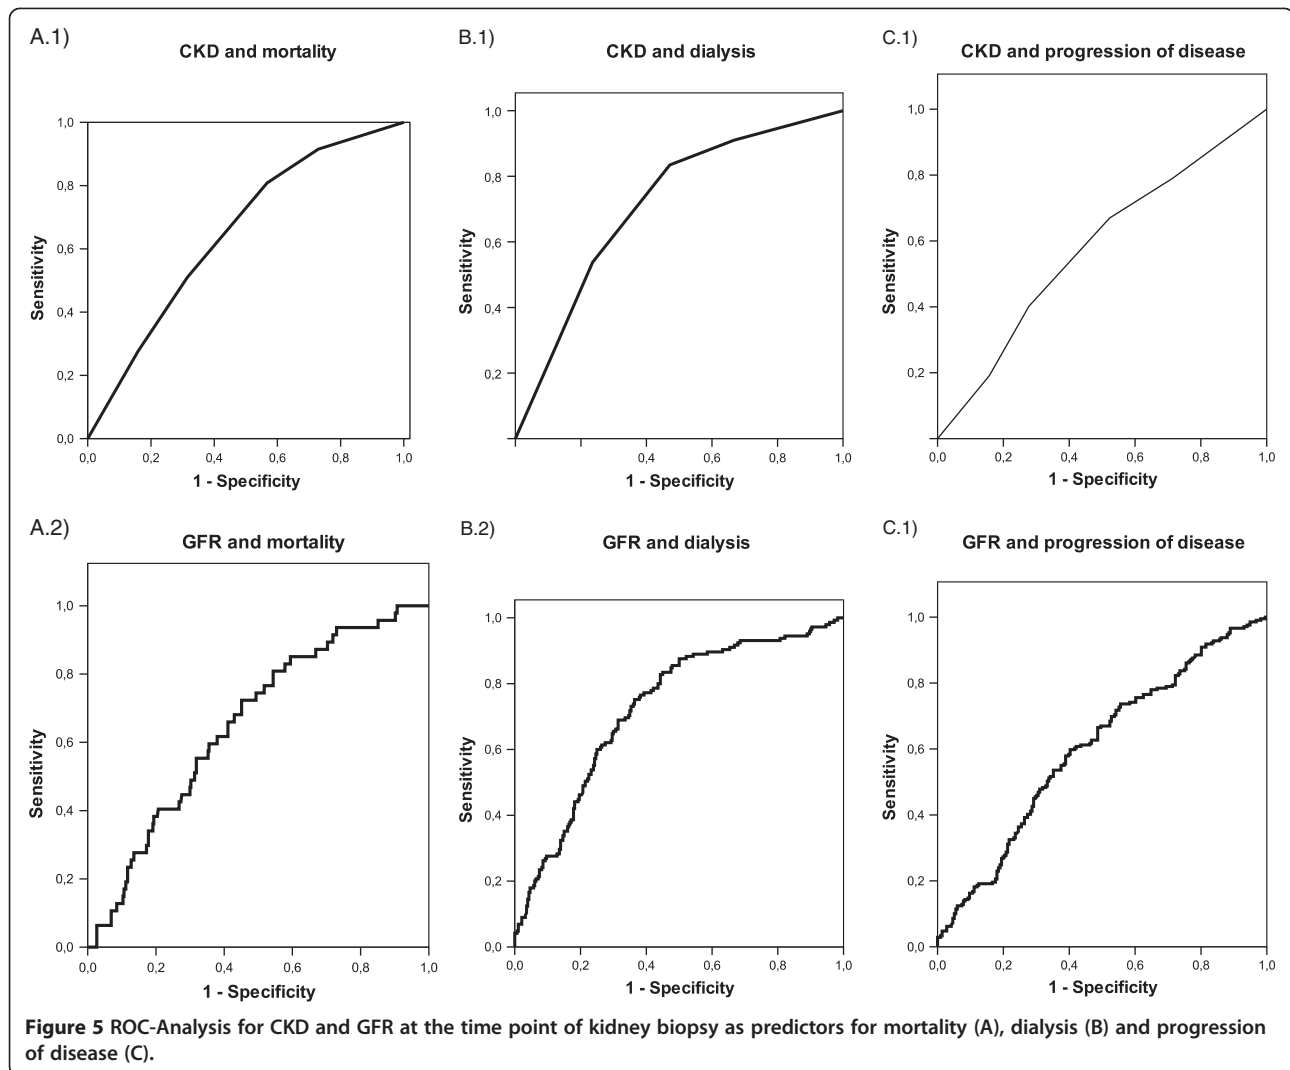 A.1)
CKD and mortality
1,0
0,8
0,6
0,4
0,2
0,0
Sensitivity
0,0 0,2 0,4 0,6 0,8 1,0
1 - Specificity
B.1)
CKD and dialysis
1,0
0,8
0,6
0,4
0,2
Sensitivity
0,4 0,6 0,8 1,0
1 - Specificity
C.1)
CKD and progression of disease
1,0
0,8
0,6
0,4
0,2
0,0
Sensitivity
0,0 0,2 0,4 0,6 0,8 1,0
1 - Specificity
A.2)
GFR and mortality
1,0
0,8
0,6
0,4
0,2
0,0
Sensitivity
0,0 0,2 0,4 0,6 0,8 1,0
1 - Specificity
B.2)
GFR and dialysis
1,0
0,8
0,6
0,4
0,2
0,0
Sensitivity
0,0 0,2 0,4 0,6 0,8 1,0
1 - Specificity
C.1)
GFR and progression of disease
1,0
0,8
0,6
0,4
0,2
0,0
Sensitivity
0,0 0,2 0,4 0,6 0,8 1,0
1 - Specificity
Figure 5 ROC-Analysis for CKD and GFR at the time point of kidney biopsy as predictors for mortality (A), dialysis (B) and progression
of disease (C).